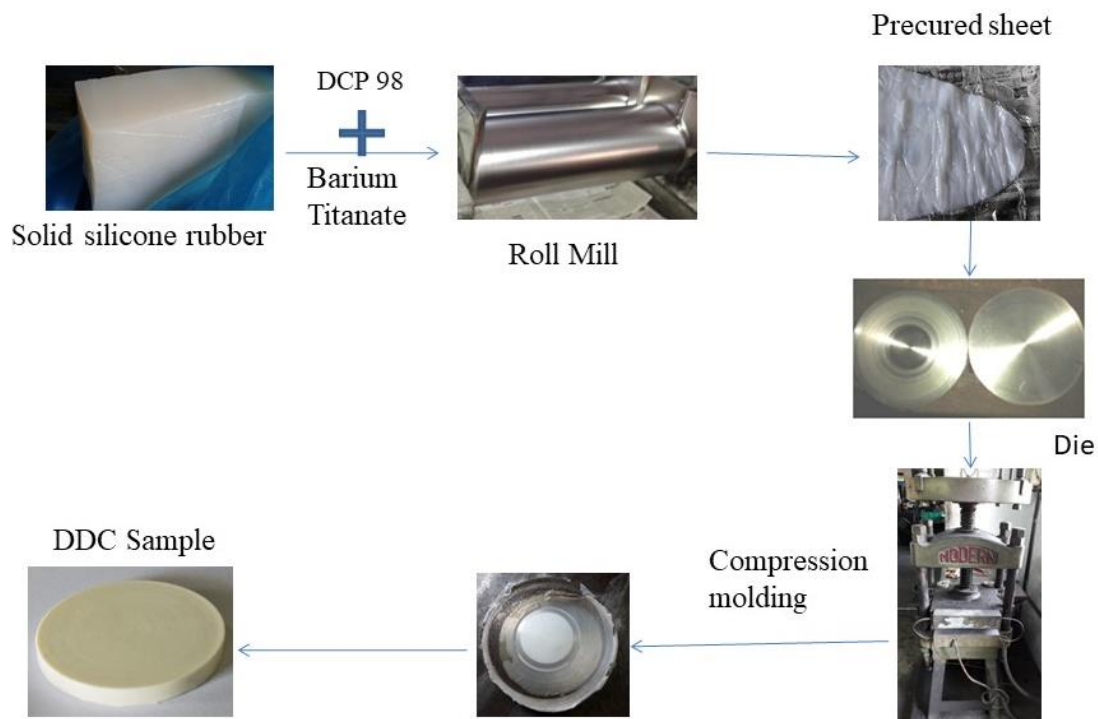 Precured sheet
DCP 98
Barium
Titanate
Solid silicone rubber
Roll Mill
Die
MODERN
Compression
molding
DDC Sample